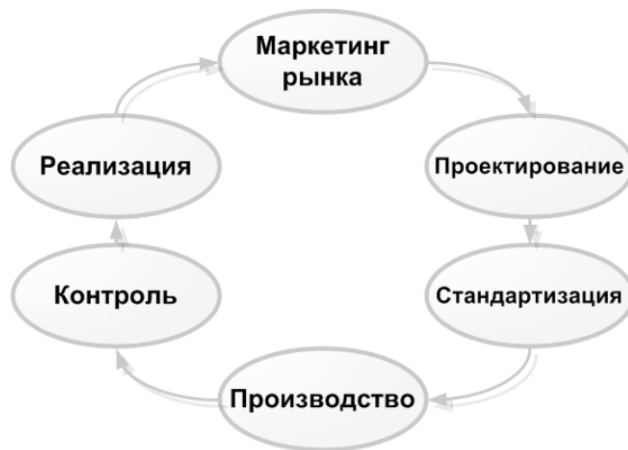 Маркетинг
рынка
Проектирование
Стандартизация
Производство
Контроль
Реализация